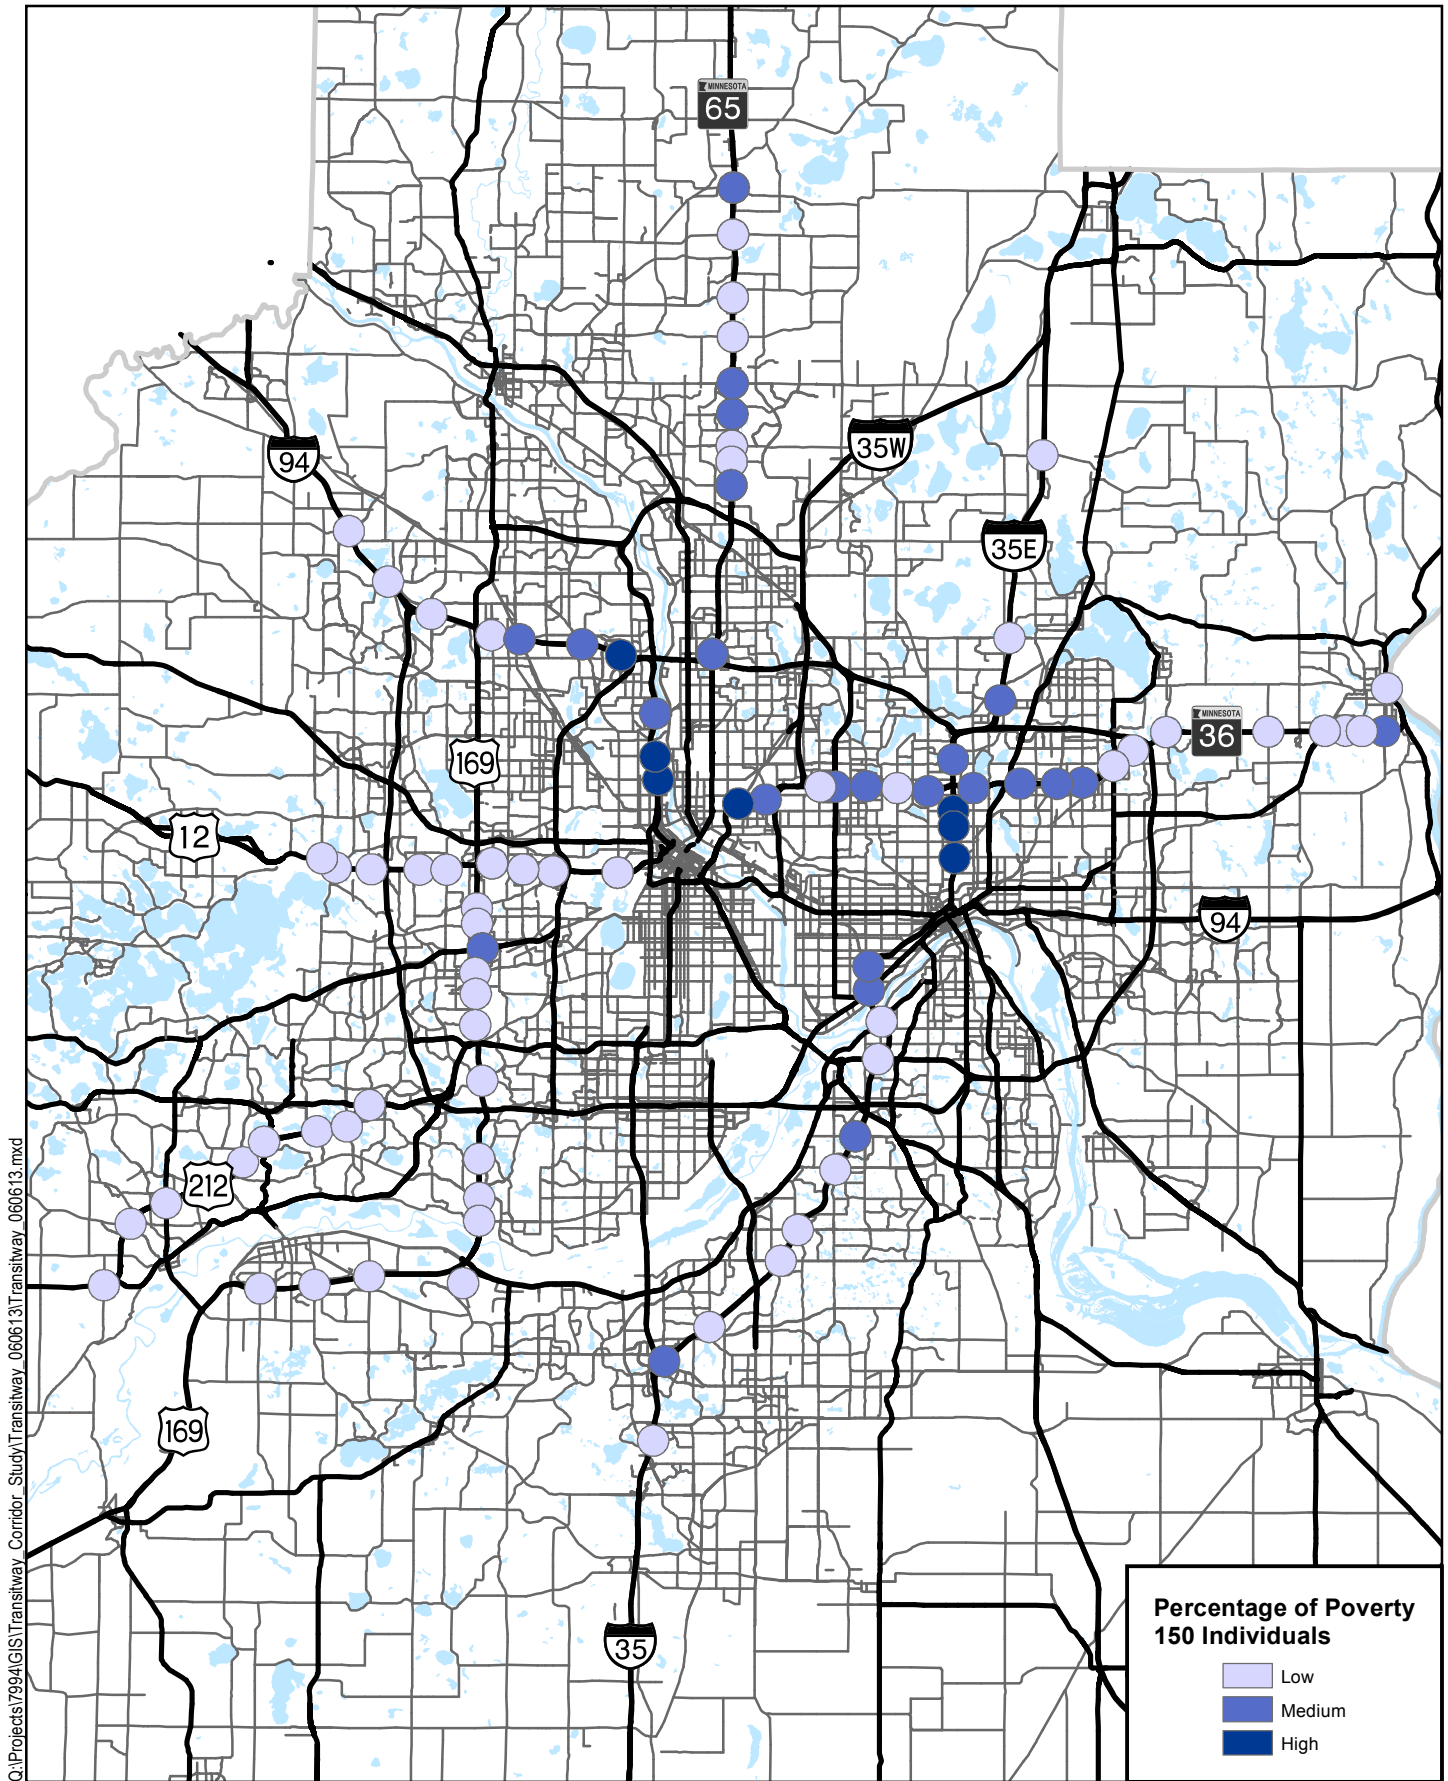 MINNESOTA
65
35W
94
35E
MINNESOTA
36
169
12
94
212
169
35
Percentage of Poverty
150 Individuals
Low
Medium
High
Q:\Projects\7994\GIS\Transitway_Corridor_Study\Transitway_060613\Transitway_060613.mxd